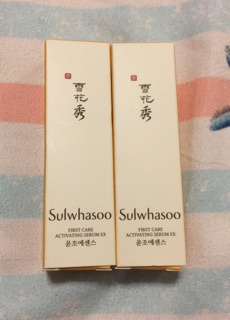 雪
花
秀
Sulwhasoo
FIRST CARE
ACTIVATING SERUM EX
윤조에센스
雪
花
秀
Sulwhasoo
FIRST CARE
ACTIVATING SERUM EX
윤조에센스